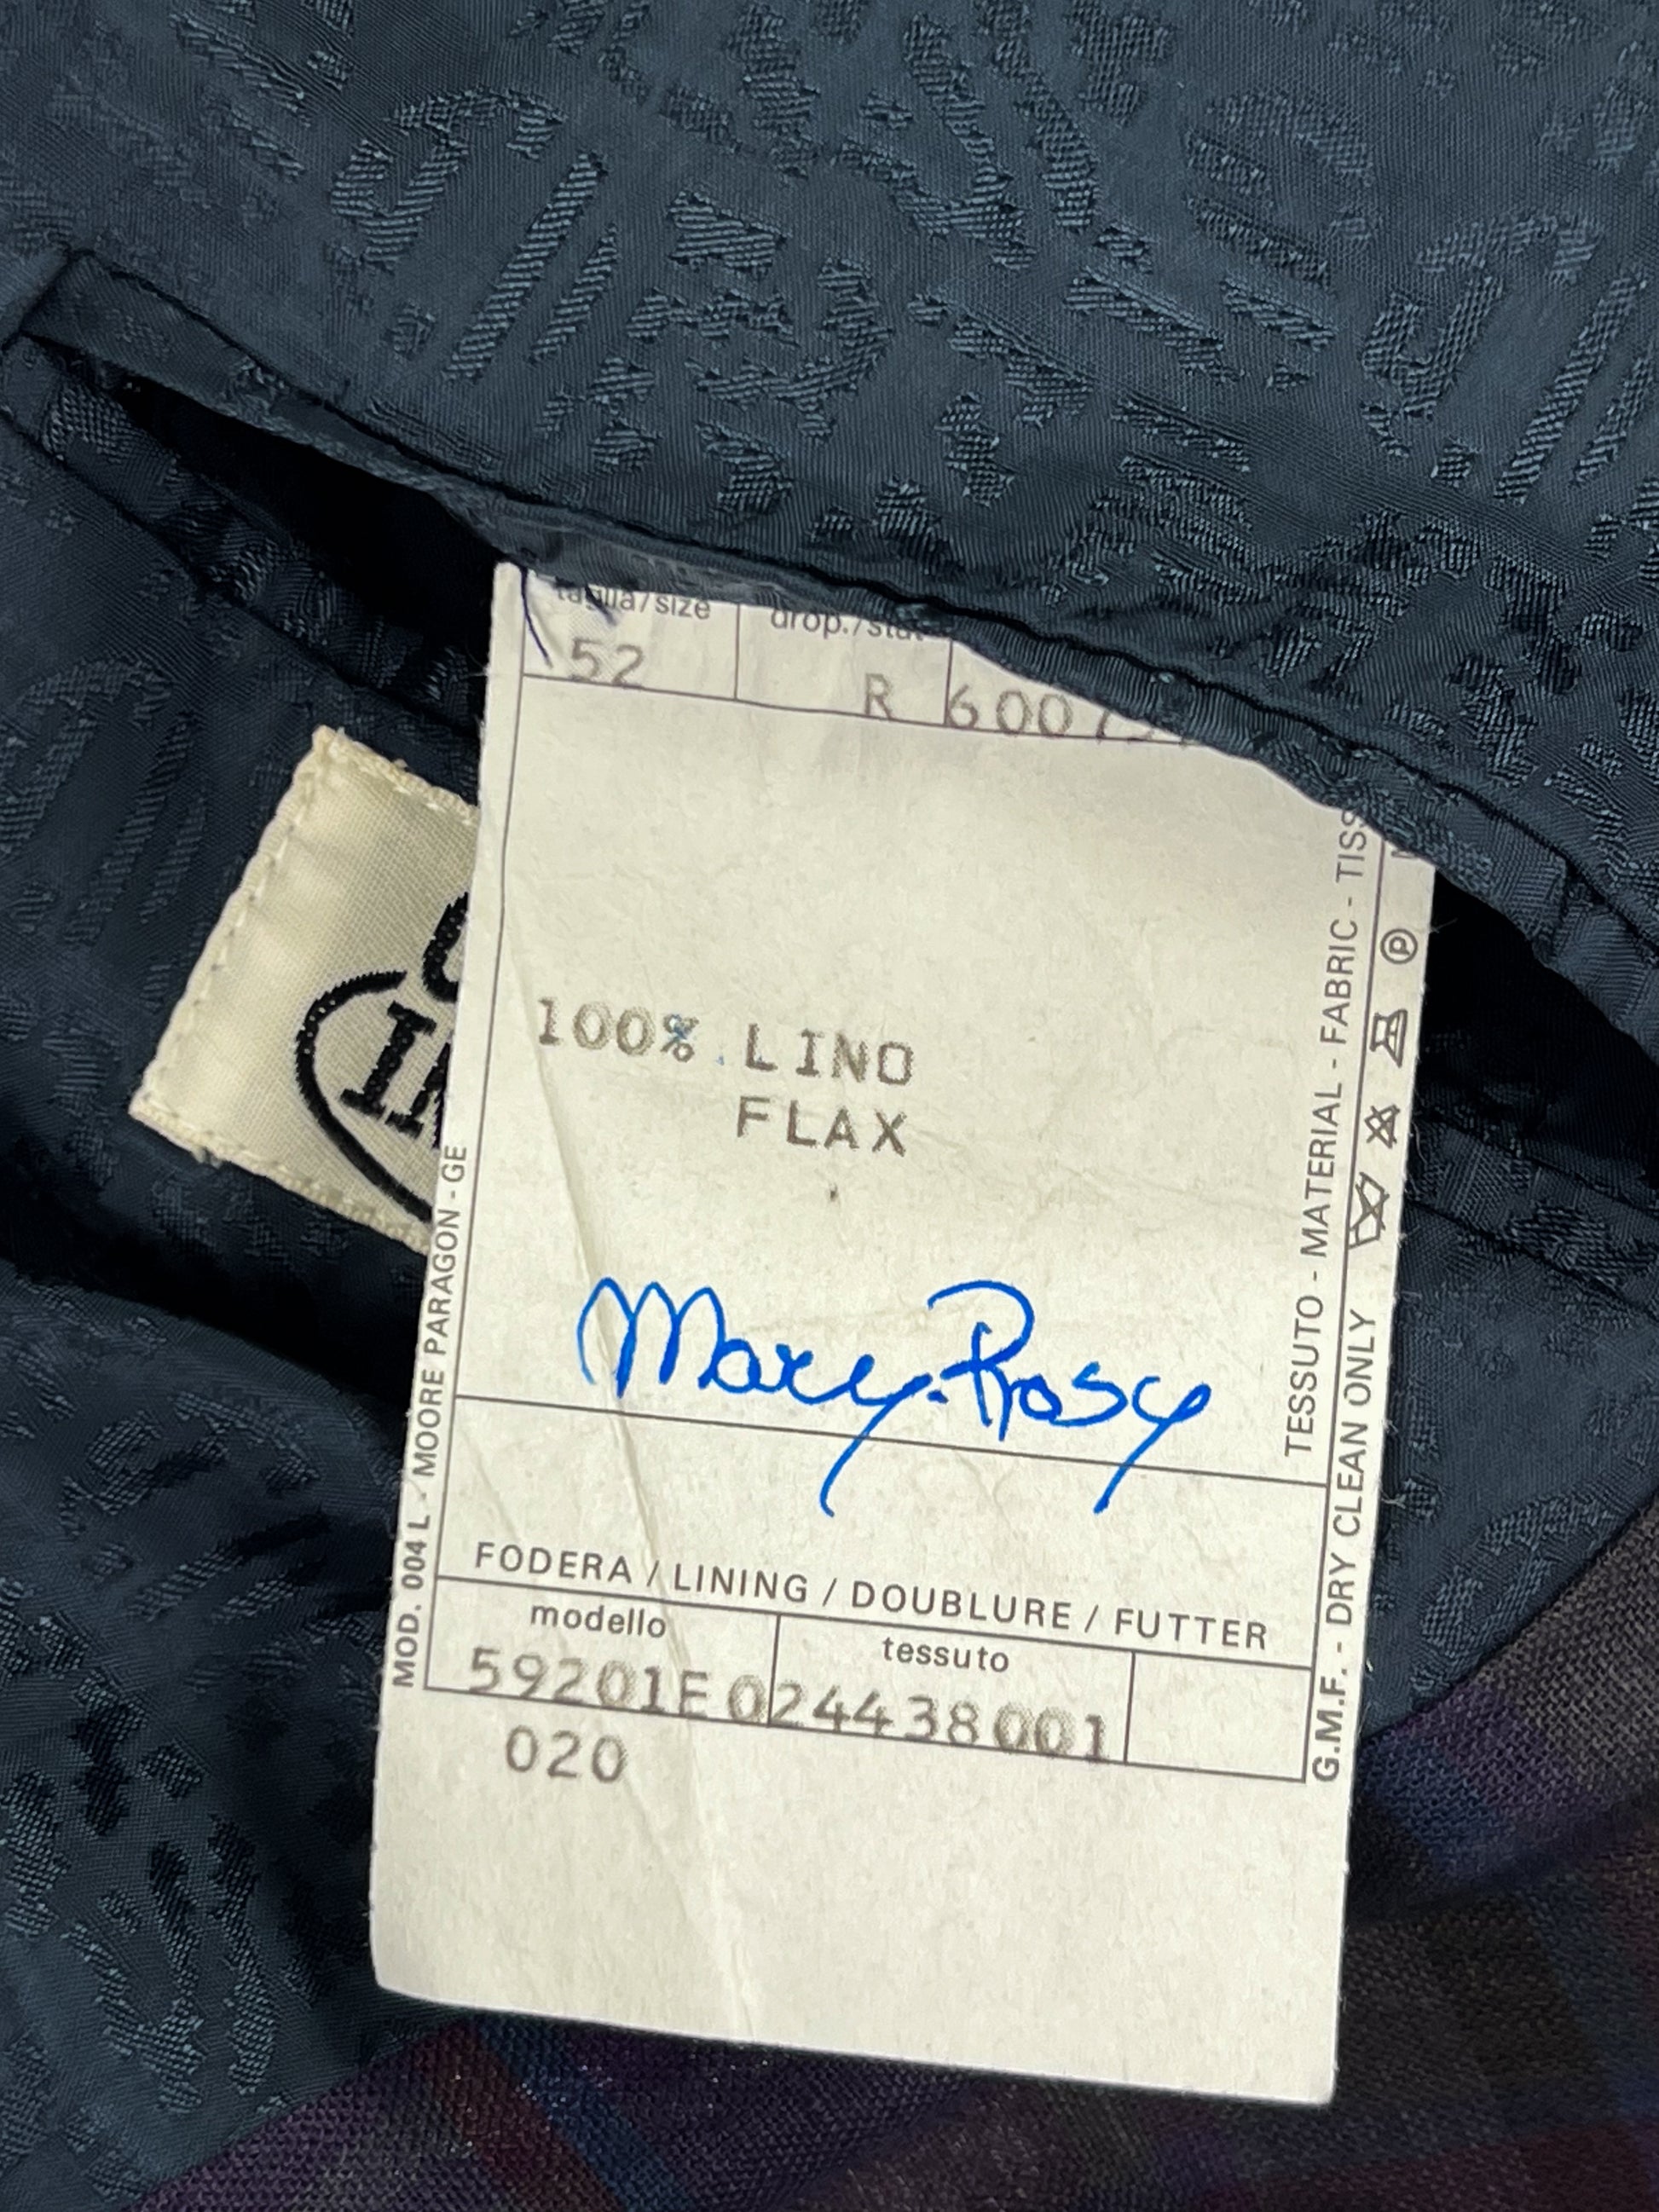 taglia/size
drop./
52
R
100% LINO
FLAX
Mary-Rosy
FODERA / LINING / DOUBLURE / FUTTER
modello
tessuto
59201E024438001
020
MOD. 004 L - MOORE PARAGON - GE
TESSUTO - MATERIAL - FABRIC -
G.M.F. - DRY CLEAN ONLY
P